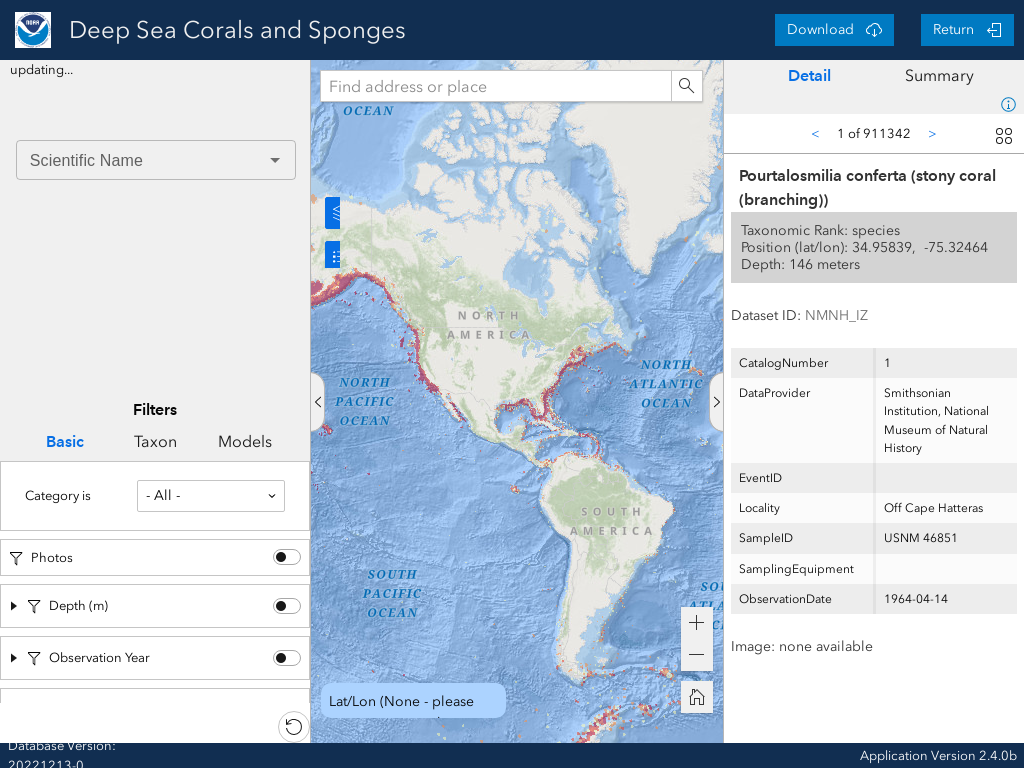 NOAA
Deep Sea Corals and Sponges
Download
Return
updating...
Scientific Name
Filters
Basic
Taxon
Models
Category is
- All -
Photos
Depth (m)
Observation Year
Database Version:
20221213-0
Find address or place
OCEAN
NORTH
AMERICA
NORTH
PACIFIC
OCEAN
NORTH
ATLANTIC
OCEAN
SOUTH
AMERICA
SOUTH
PACIFIC
OCEAN
Lat/Lon (None - please
Detail
Summary
< 1 of 911342 >
Pourtalosmilia conferta (stony coral
(branching))
Taxonomic Rank: species
Position (lat/lon): 34.95839, -75.32464
Depth: 146 meters
Dataset ID: NMNH_IZ
CatalogNumber 1
DataProvider Smithsonian
Institution, National
Museum of Natural
History
EventID
Locality Off Cape Hatteras
SampleID USNM 46851
SamplingEquipment
ObservationDate 1964-04-14
Image: none available
Application Version 2.4.0b